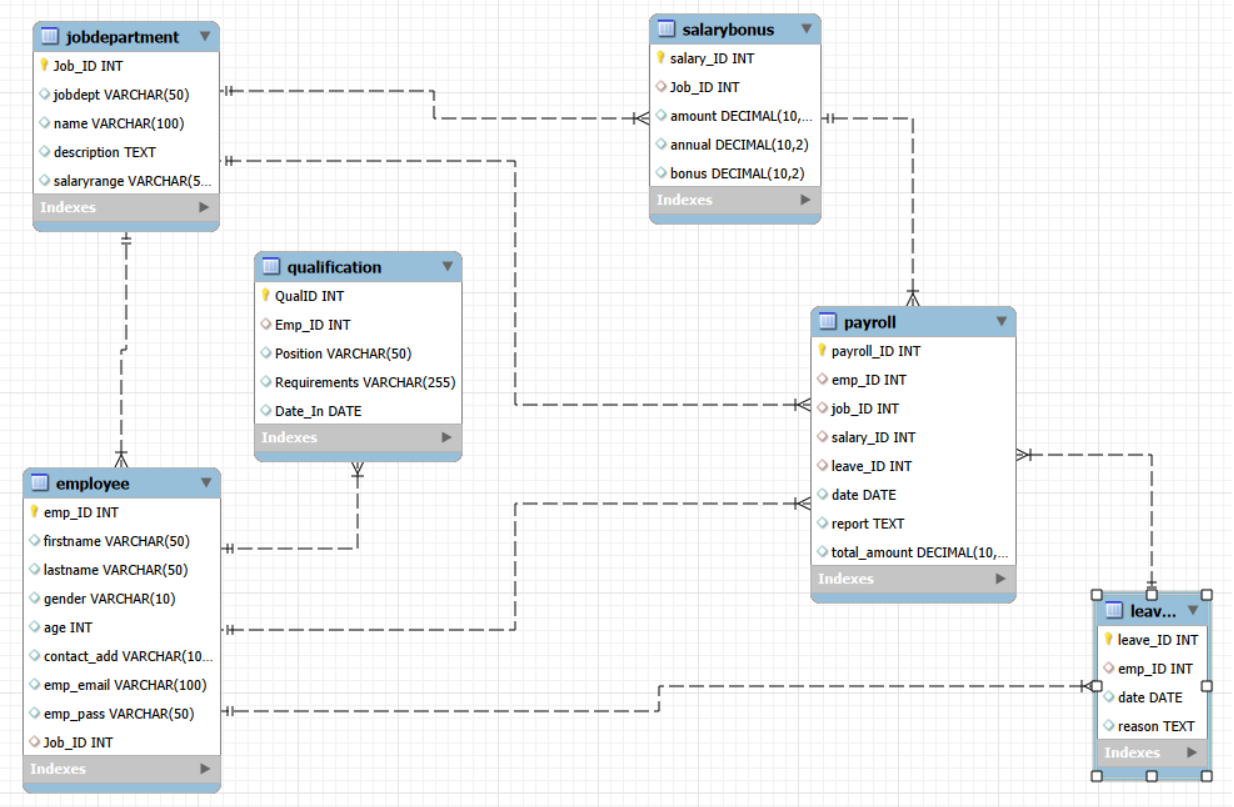 jobdepartment
Job_ID INT
jobdept VARCHAR(50)
name VARCHAR(100)
description TEXT
salaryrange VARCHAR(5...
Indexes
salarybonus
salary_ID INT
Job_ID INT
amount DECIMAL(10,...
annual DECIMAL(10,2)
bonus DECIMAL(10,2)
Indexes
qualification
QualID INT
Emp_ID INT
Position VARCHAR(50)
Requirements VARCHAR(255)
Date_In DATE
Indexes
payroll
payroll_ID INT
emp_ID INT
job_ID INT
salary_ID INT
leave_ID INT
date DATE
report TEXT
total_amount DECIMAL(10,...
Indexes
employee
emp_ID INT
firstname VARCHAR(50)
lastname VARCHAR(50)
gender VARCHAR(10)
age INT
contact_add VARCHAR(10...
emp_email VARCHAR(100)
emp_pass VARCHAR(50)
Job_ID INT
Indexes
leav...
leave_ID INT
emp_ID INT
date DATE
reason TEXT
Indexes